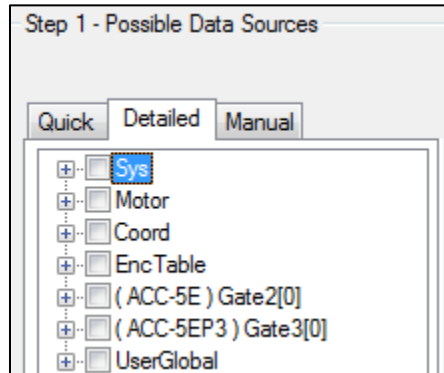 Step 1 - Possible Data Sources
Quick Detailed Manual
Sys
Motor
Coord
EncTable
( ACC-5E ) Gate2[0]
( ACC-5EP3 ) Gate3[0]
UserGlobal